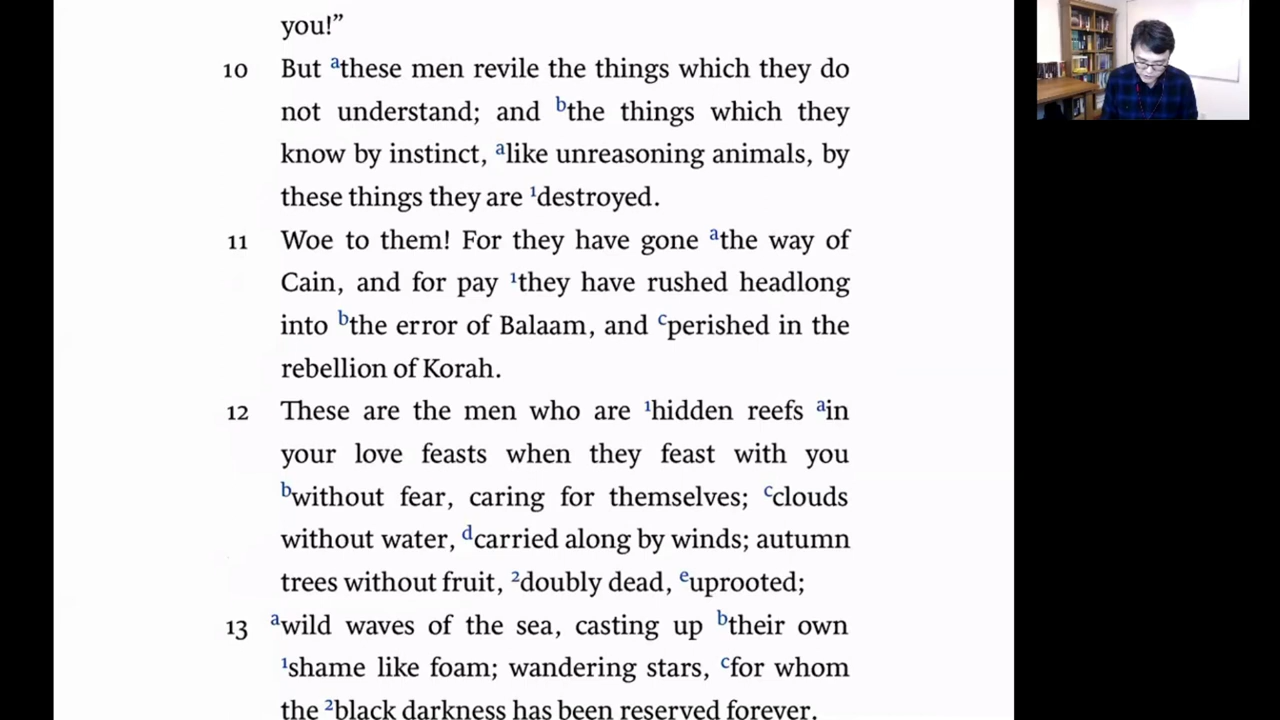 you!”
10 But ᵃthese men revile the things which they do
not understand; and ᵇthe things which they
know by instinct, ᵃlike unreasoning animals, by
these things they are ¹destroyed.
11 Woe to them! For they have gone ᵃthe way of
Cain, and for pay ¹they have rushed headlong
into ᵇthe error of Balaam, and ᶜperished in the
rebellion of Korah.
12 These are the men who are ¹hidden reefs ᵃin
your love feasts when they feast with you
ᵇwithout fear, caring for themselves; ᶜclouds
without water, ᵈcarried along by winds; autumn
trees without fruit, ²doubly dead, ᵉuprooted;
13 ᵃwild waves of the sea, casting up ᵇtheir own
¹shame like foam; wandering stars, ᶜfor whom
the ²black darkness has been reserved forever.